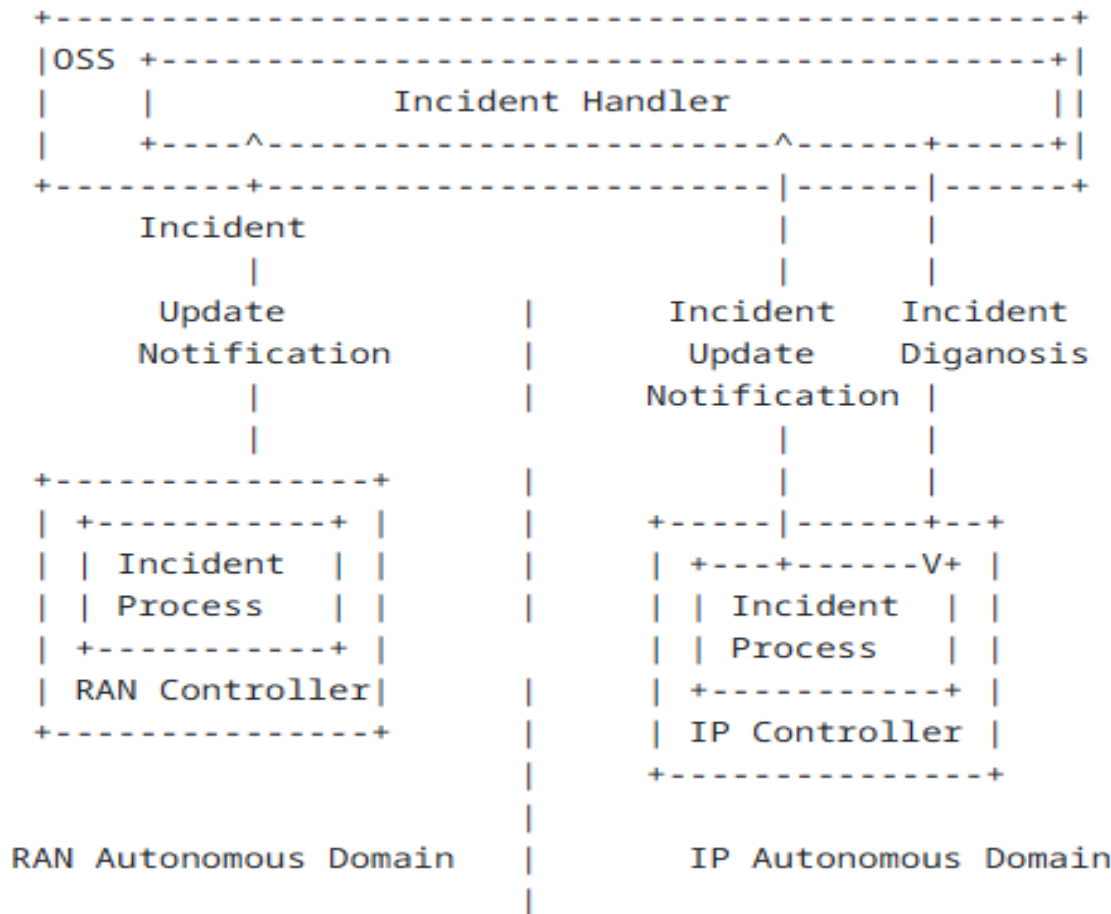 +------------------------------------------------+
|OSS +------------------------------------------+|
|    |           Incident Handler               ||
|    +----^------------------------^------+-----+|
+---------+------------------------|------|------+
     Incident                      |      |
          |                        |      |
      Update           |      Incident   Incident
     Notification      |       Update    Diganosis
          |            |     Notification |
          |                        |      |
+---------------+      |           |      |
| +-----------+ |      |     +-----|------+--+
| | Incident  | |      |     | +---+------V+ |
| | Process   | |      |     | | Incident  | |
| +-----------+ |            | | Process   | |
| RAN Controller|      |     | +-----------+ |
+---------------+      |     | IP Controller |
                       |     +---------------+
                       |
RAN Autonomous Domain  |       IP Autonomous Domain
                       |